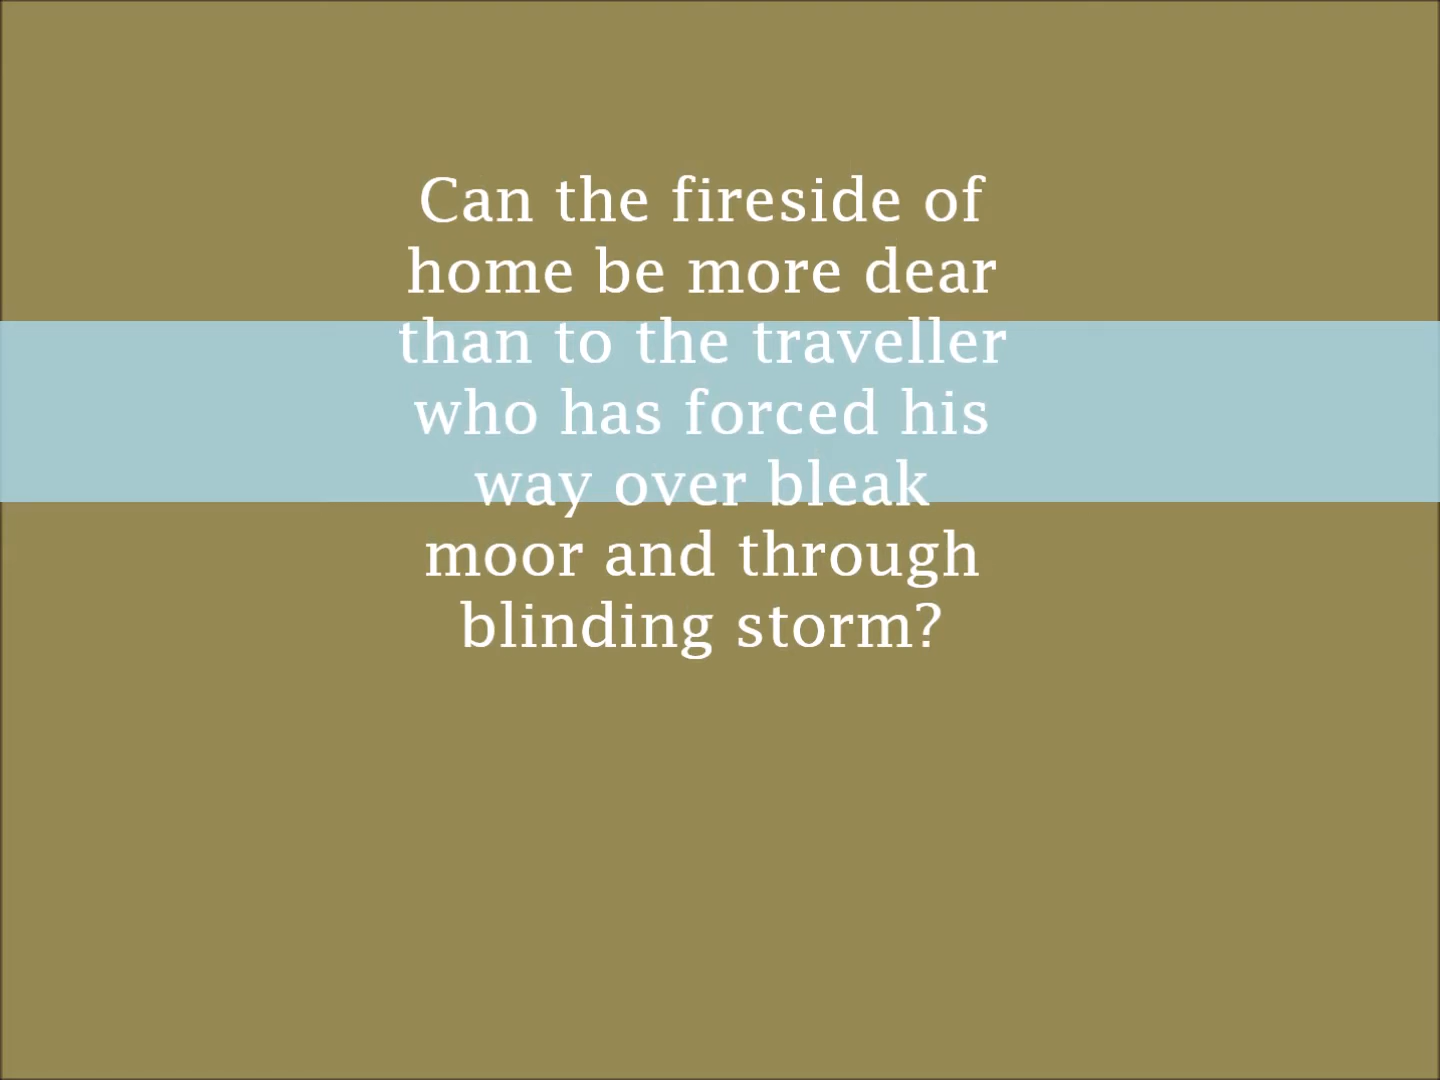 Can the fireside of
home be more dear
than to the traveller
who has forced his
way over bleak
moor and through
blinding storm?